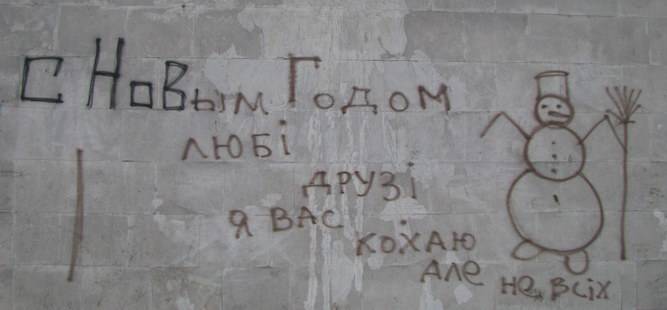 С НОВым Годом
ЛЮБІ
ДРУЗІ
Я ВАС
КОХАЮ
АЛЕ НЕ ВСІХ